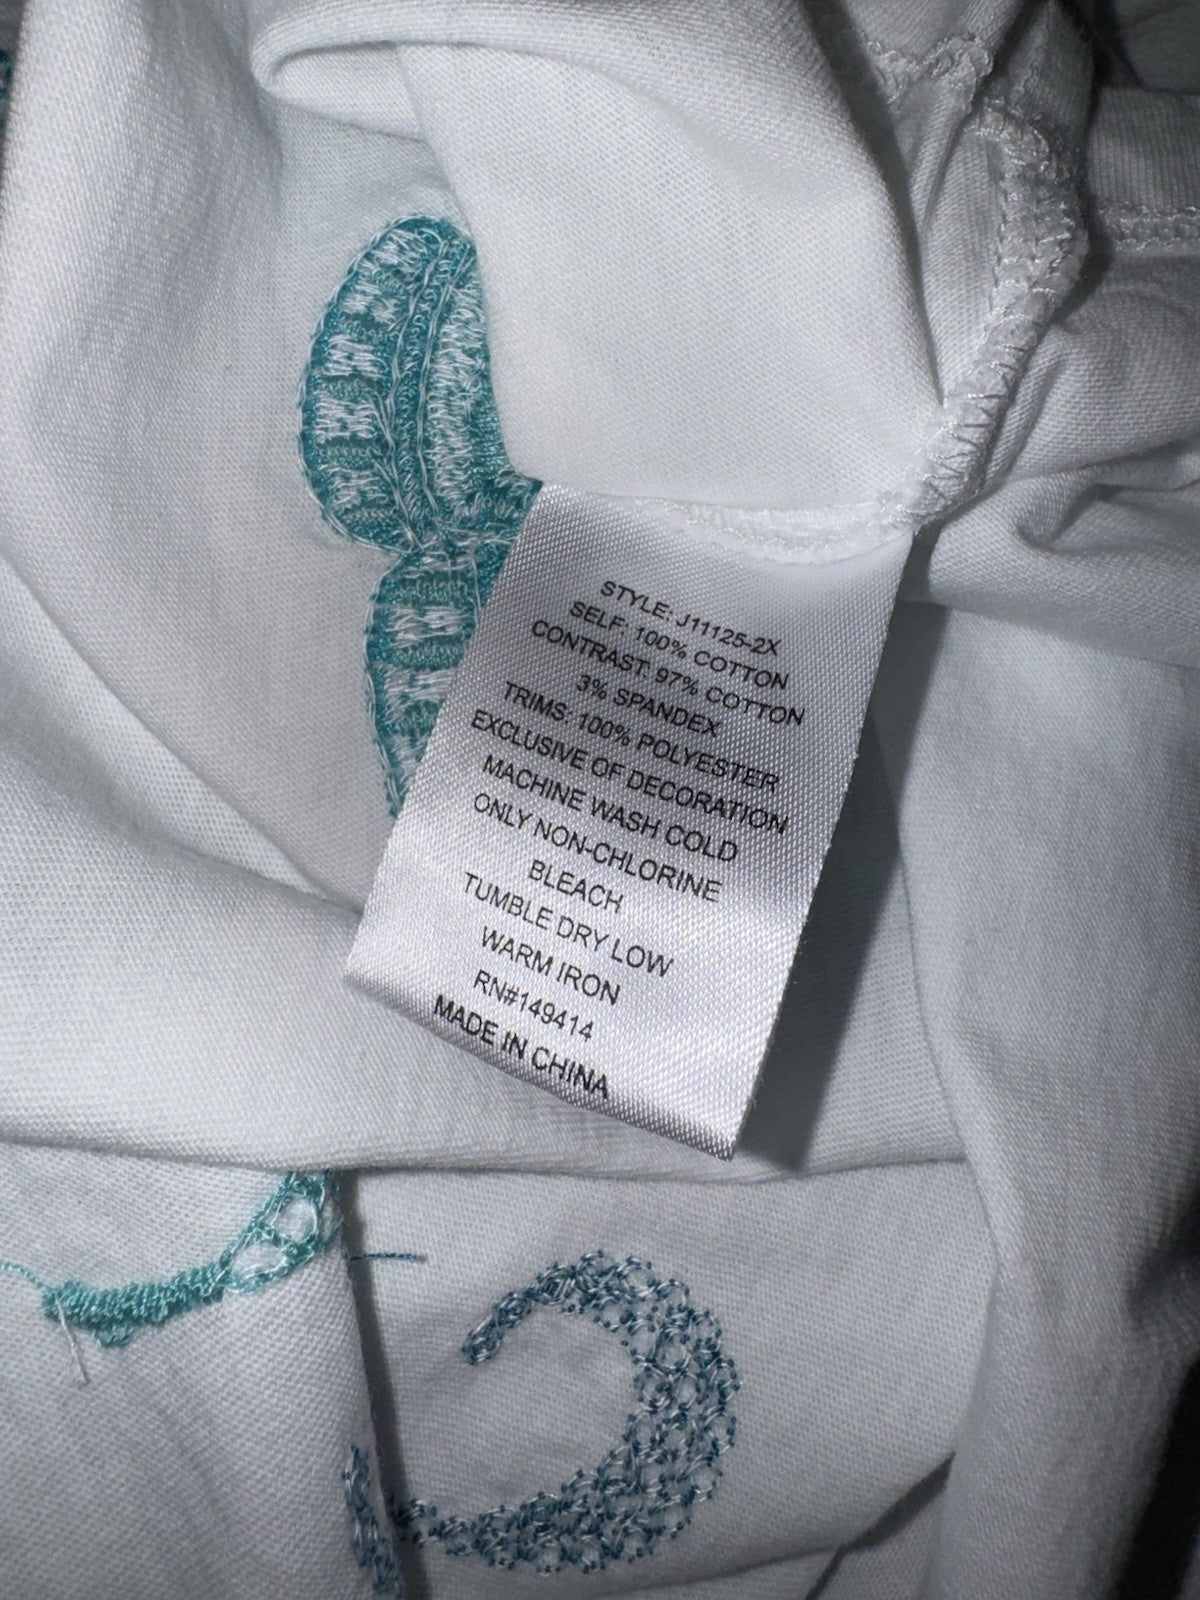 STYLE: J11125-2X
SELF: 100% COTTON
CONTRAST: 97% COTTON
3% SPANDEX
TRIMS: 100% POLYESTER
EXCLUSIVE OF DECORATION
MACHINE WASH COLD
ONLY NON-CHLORINE
BLEACH
TUMBLE DRY LOW
WARM IRON
RN#149414
MADE IN CHINA